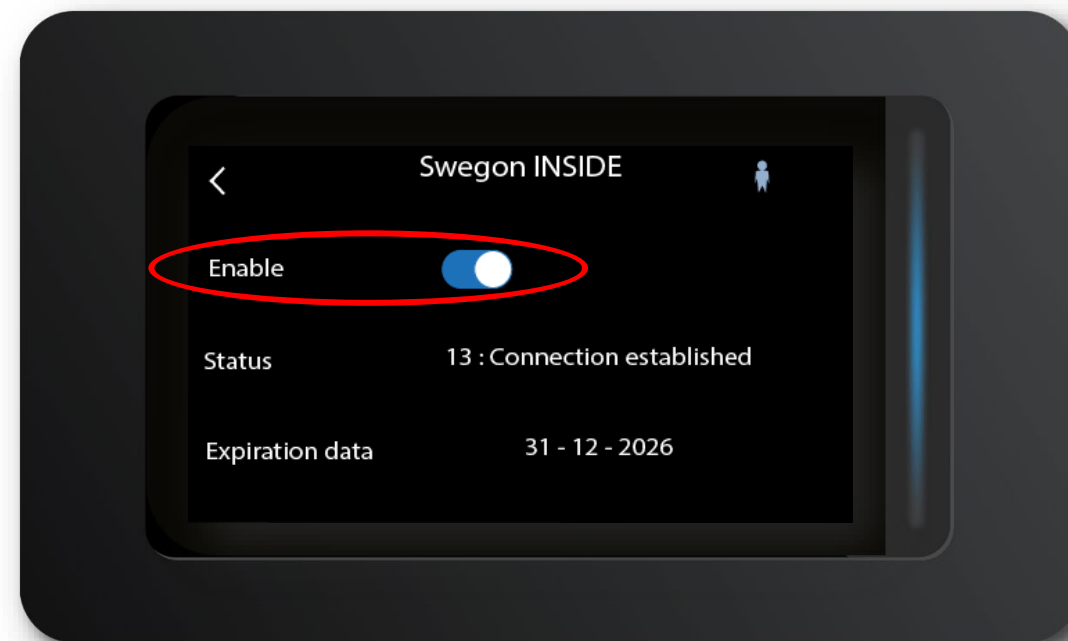 Swegon INSIDE
Enable
Status 13 : Connection established
Expiration data 31 - 12 - 2026